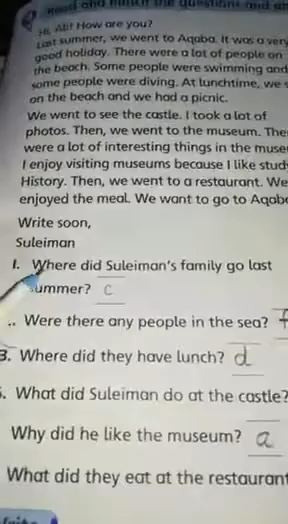 Read and match the questions and an
Hi, Ali! How are you?
Last summer, we went to Aqaba. It was a very
good holiday. There were a lot of people on
the beach. Some people were swimming and
some people were diving. At lunchtime, we s
on the beach and we had a picnic.
We went to see the castle. I took a lot of
photos. Then, we went to the museum. The
were a lot of interesting things in the muse
I enjoy visiting museums because I like stud
History. Then, we went to a restaurant. We
enjoyed the meal. We want to go to Aqab
Write soon,
Suleiman
1. Where did Suleiman's family go last
summer? c
Were there any people in the sea? f
3. Where did they have lunch? d
What did Suleiman do at the castle?
Why did he like the museum? a
What did they eat at the restaurant